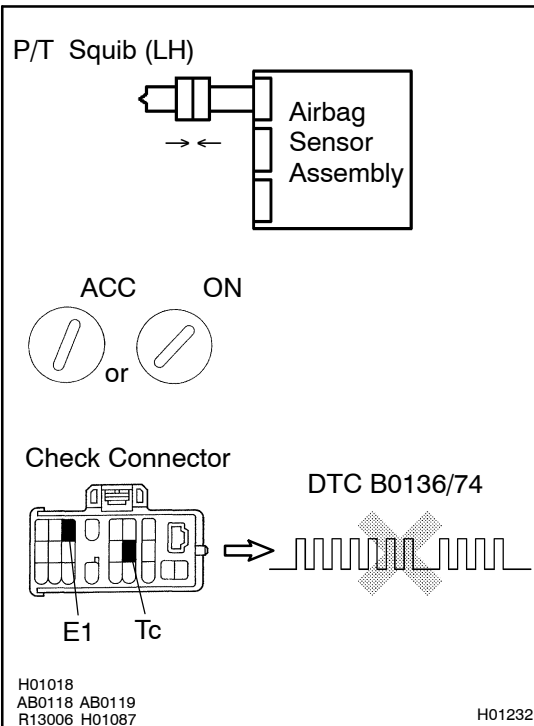 P/T Squib (LH)
Airbag
Sensor
Assembly
ACC ON
or
Check Connector
DTC B0136/74
E1 Tc
H01018
AB0118 AB0119
R13006 H01087
H01232